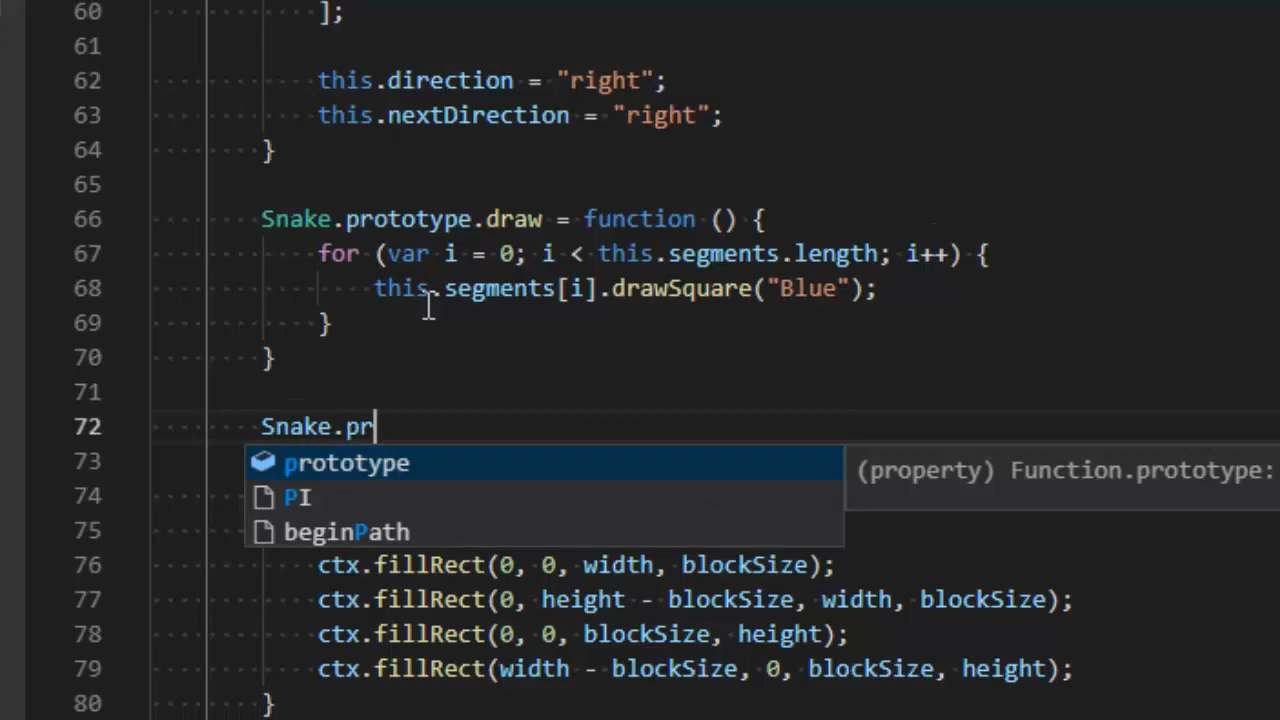 60 ];
61
62 this.direction = "right";
63 this.nextDirection = "right";
64 }
65
66 Snake.prototype.draw = function () {
67 for (var i = 0; i < this.segments.length; i++) {
68 this.segments[i].drawSquare("Blue");
69 }
70 }
71
72 Snake.pr
73 prototype (property) Function.prototype:
74 PI
75 beginPath
76 ctx.fillRect(0, 0, width, blockSize);
77 ctx.fillRect(0, height - blockSize, width, blockSize);
78 ctx.fillRect(0, 0, blockSize, height);
79 ctx.fillRect(width - blockSize, 0, blockSize, height);
80 }